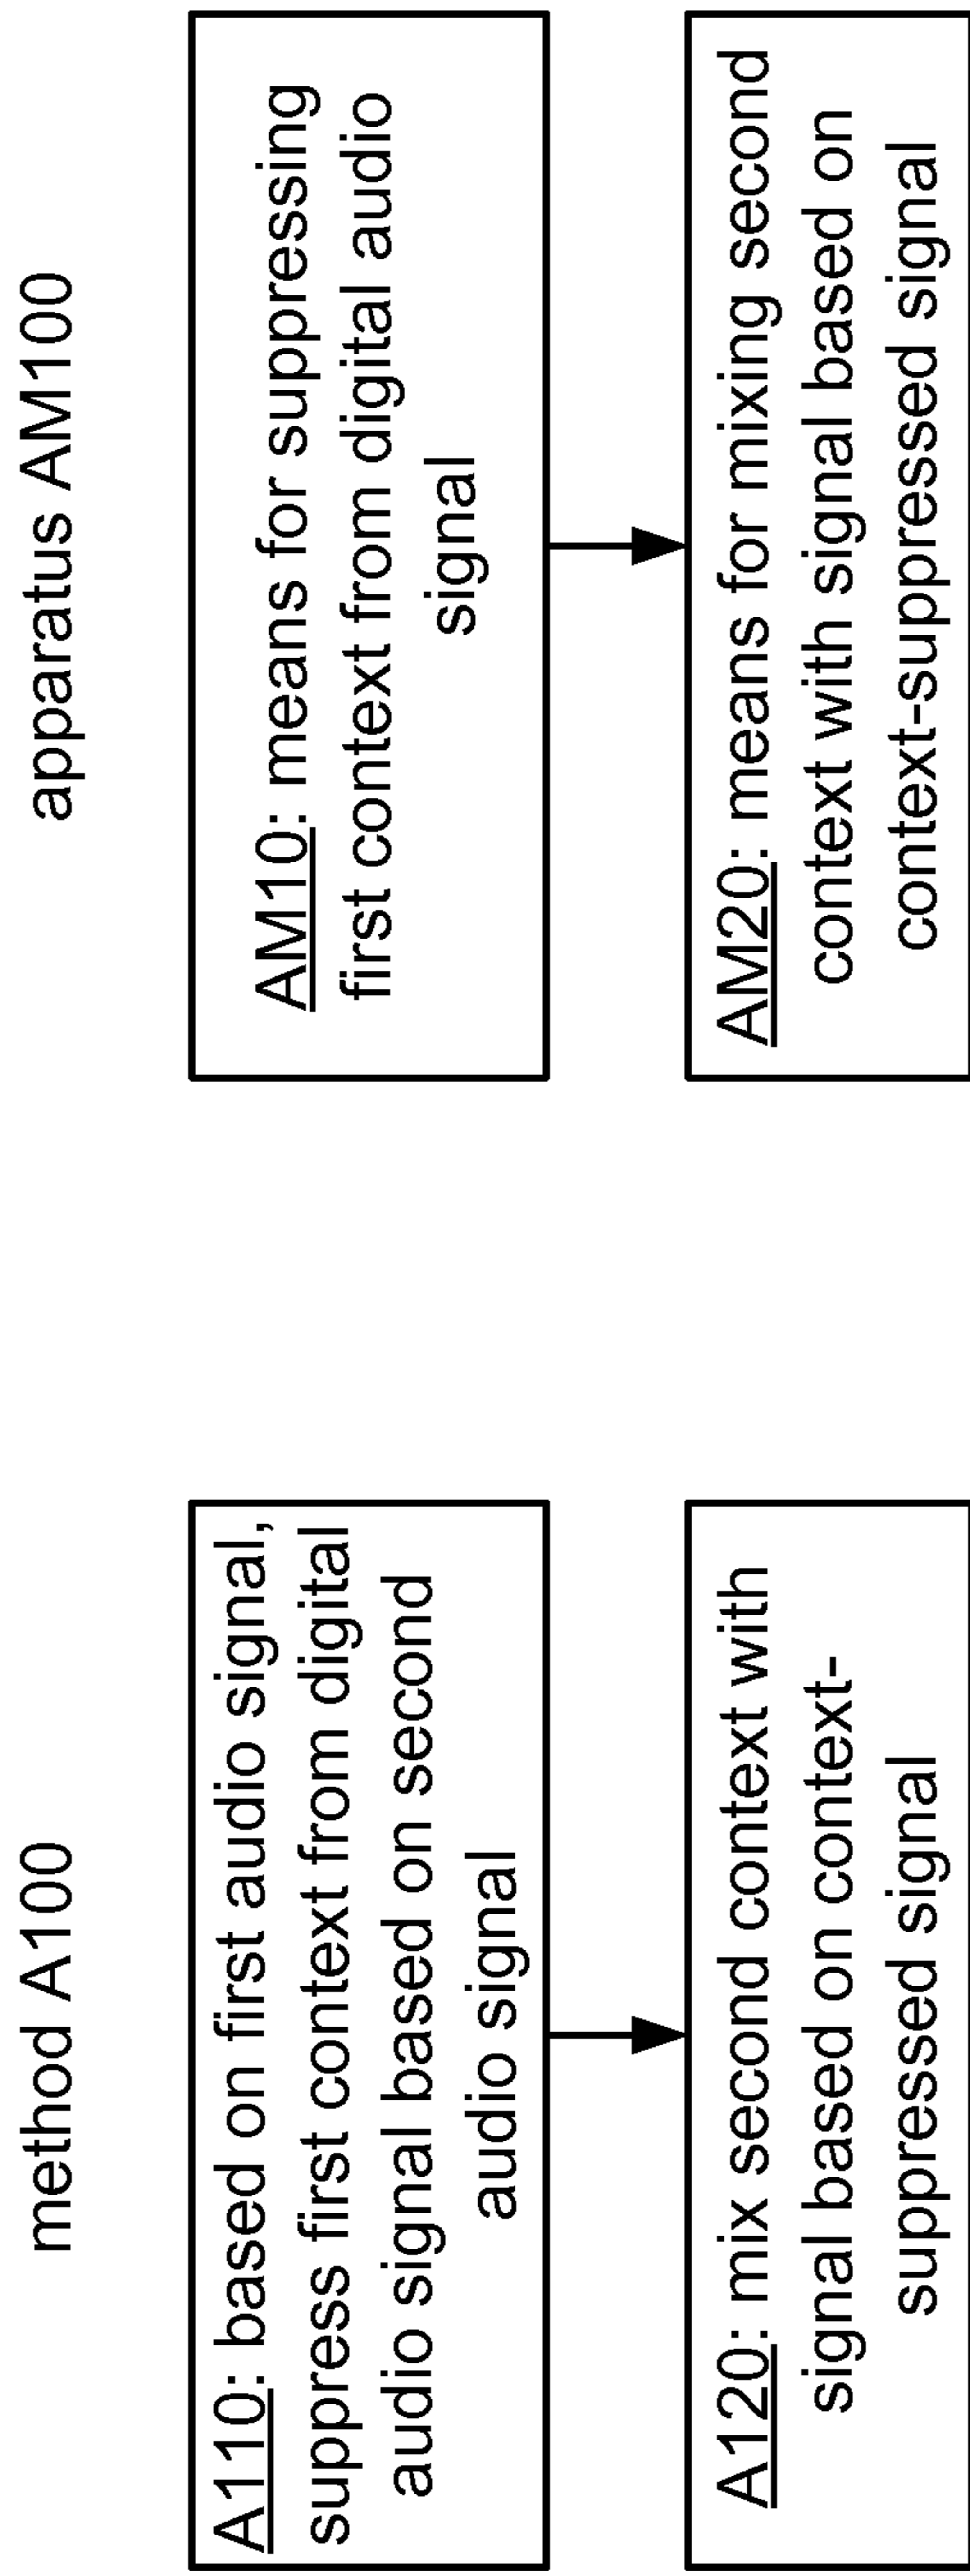 method A100
A110: based on first audio signal,
suppress first context from digital
audio signal based on second
audio signal
A120: mix second context with
signal based on context-
suppressed signal
apparatus AM100
AM10: means for suppressing
first context from digital audio
signal
AM20: means for mixing second
context with signal based on
context-suppressed signal